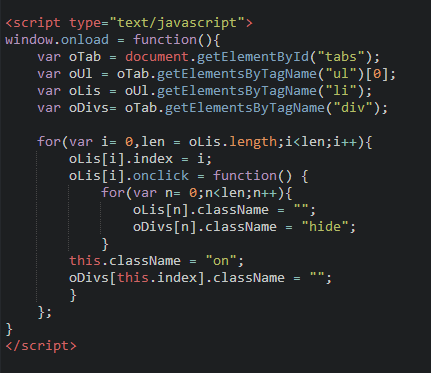 <script type="text/javascript">
window.onload = function(){
    var oTab = document.getElementById("tabs");
    var oUl = oTab.getElementsByTagName("ul")[0];
    var oLis = oUl.getElementsByTagName("li");
    var oDivs= oTab.getElementsByTagName("div");

    for(var i= 0,len = oLis.length;i<len;i++){
        oLis[i].index = i;
        oLis[i].onclick = function() {
            for(var n= 0;n<len;n++){
                oLis[n].className = "";
                oDivs[n].className = "hide";
            }
        this.className = "on";
        oDivs[this.index].className = "";
        }
    };
}
</script>